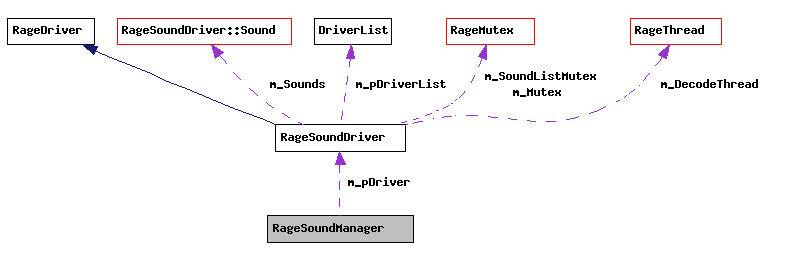 RageDriver
RageSoundDriver::Sound
DriverList
RageMutex
RageThread
m_Sounds
m_pDriverList
m_SoundListMutex
m_Mutex
m_DecodeThread
RageSoundDriver
m_pDriver
RageSoundManager